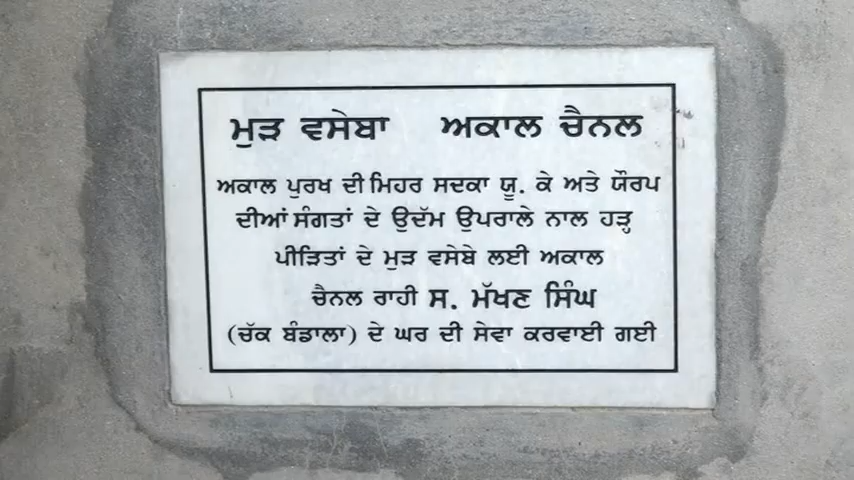 ਮੁੜ ਵਸੇਬਾ ਅਕਾਲ ਚੈਨਲ
ਅਕਾਲ ਪੁਰਖ ਦੀ ਮਿਹਰ ਸਦਕਾ ਯੂ. ਕੇ ਅਤੇ ਯੌਰਪ
ਦੀਆਂ ਸੰਗਤਾਂ ਦੇ ਉਦੱਮ ਉਪਰਾਲੇ ਨਾਲ ਹੜ੍ਹ
ਪੀੜਿਤਾਂ ਦੇ ਮੁੜ ਵਸੇਬੇ ਲਈ ਅਕਾਲ
ਚੈਨਲ ਰਾਹੀ ਸ. ਮੱਖਣ ਸਿੰਘ
(ਚੱਕ ਬੰਡਾਲਾ) ਦੇ ਘਰ ਦੀ ਸੇਵਾ ਕਰਵਾਈ ਗਈ